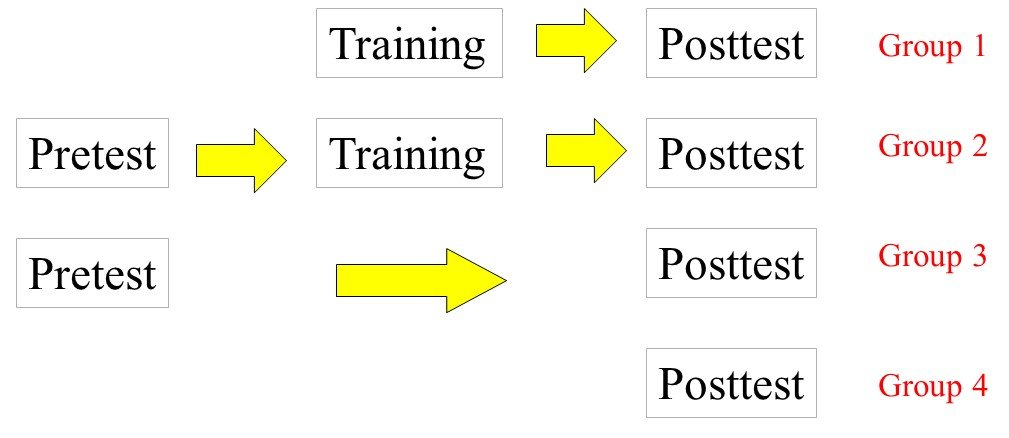 Training Posttest Group 1
Pretest Training Posttest Group 2
Pretest Posttest Group 3
Posttest Group 4